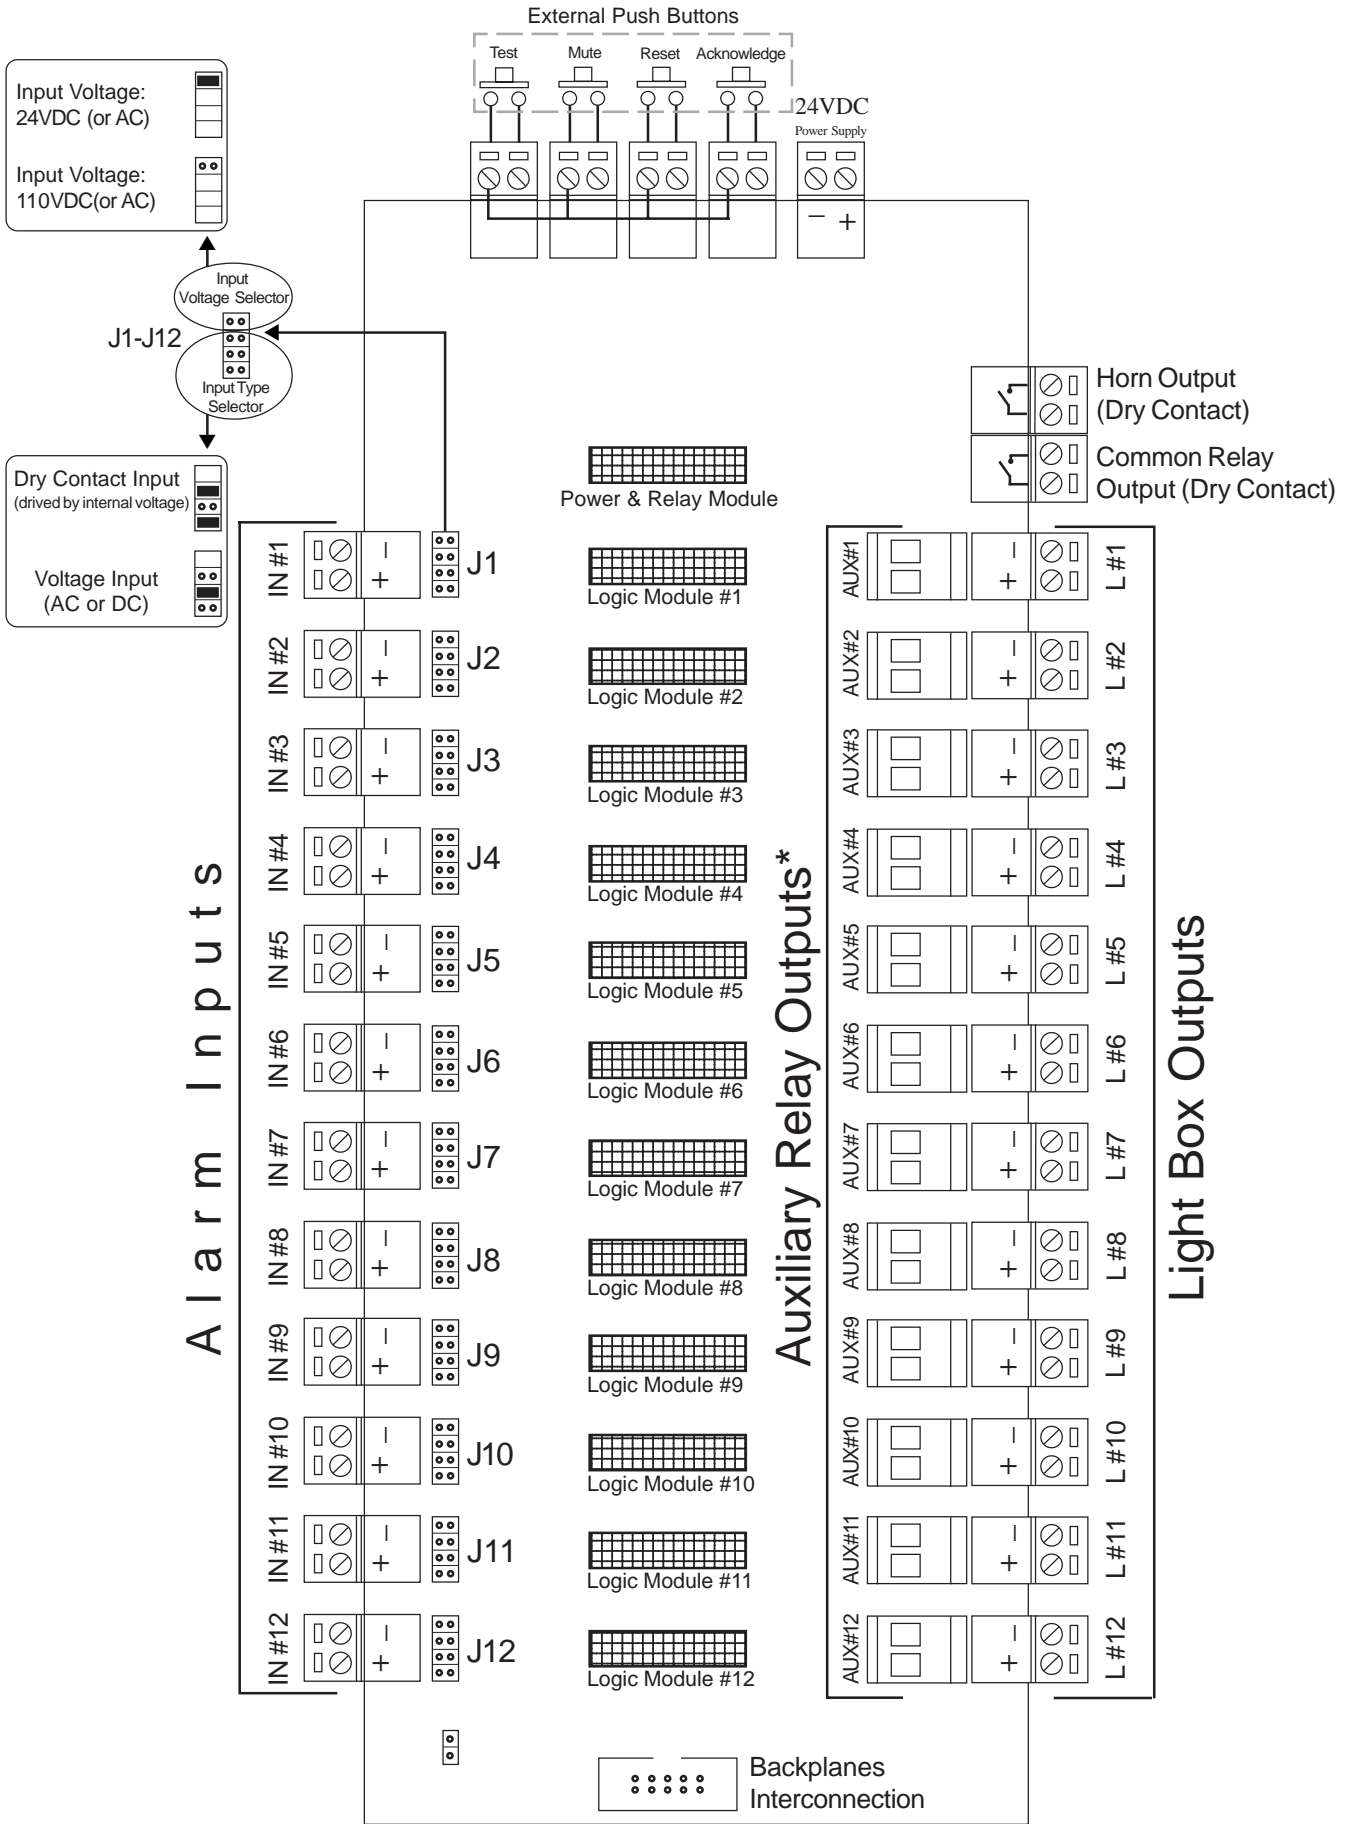 External Push Buttons
Test
Mute
Reset
Acknowledge
24VDC
Power Supply
− +
Input Voltage:
24VDC (or AC)
Input Voltage:
110VDC(or AC)
Input
Voltage Selector
J1-J12
Input Type
Selector
Dry Contact Input
(drived by internal voltage)
Voltage Input
(AC or DC)
Horn Output
(Dry Contact)
Common Relay
Output (Dry Contact)
Power & Relay Module
Alarm Inputs
Auxiliary Relay Outputs*
Light Box Outputs
IN#1
− +
J1
Logic Module #1
AUX#1
− +
L#1
IN#2
− +
J2
Logic Module #2
AUX#2
− +
L#2
IN#3
− +
J3
Logic Module #3
AUX#3
− +
L#3
IN#4
− +
J4
Logic Module #4
AUX#4
− +
L#4
IN#5
− +
J5
Logic Module #5
AUX#5
− +
L#5
IN#6
− +
J6
Logic Module #6
AUX#6
− +
L#6
IN#7
− +
J7
Logic Module #7
AUX#7
− +
L#7
IN#8
− +
J8
Logic Module #8
AUX#8
− +
L#8
IN#9
− +
J9
Logic Module #9
AUX#9
− +
L#9
IN#10
− +
J10
Logic Module #10
AUX#10
− +
L#10
IN#11
− +
J11
Logic Module #11
AUX#11
− +
L#11
IN#12
− +
J12
Logic Module #12
AUX#12
− +
L#12
Backplanes
Interconnection